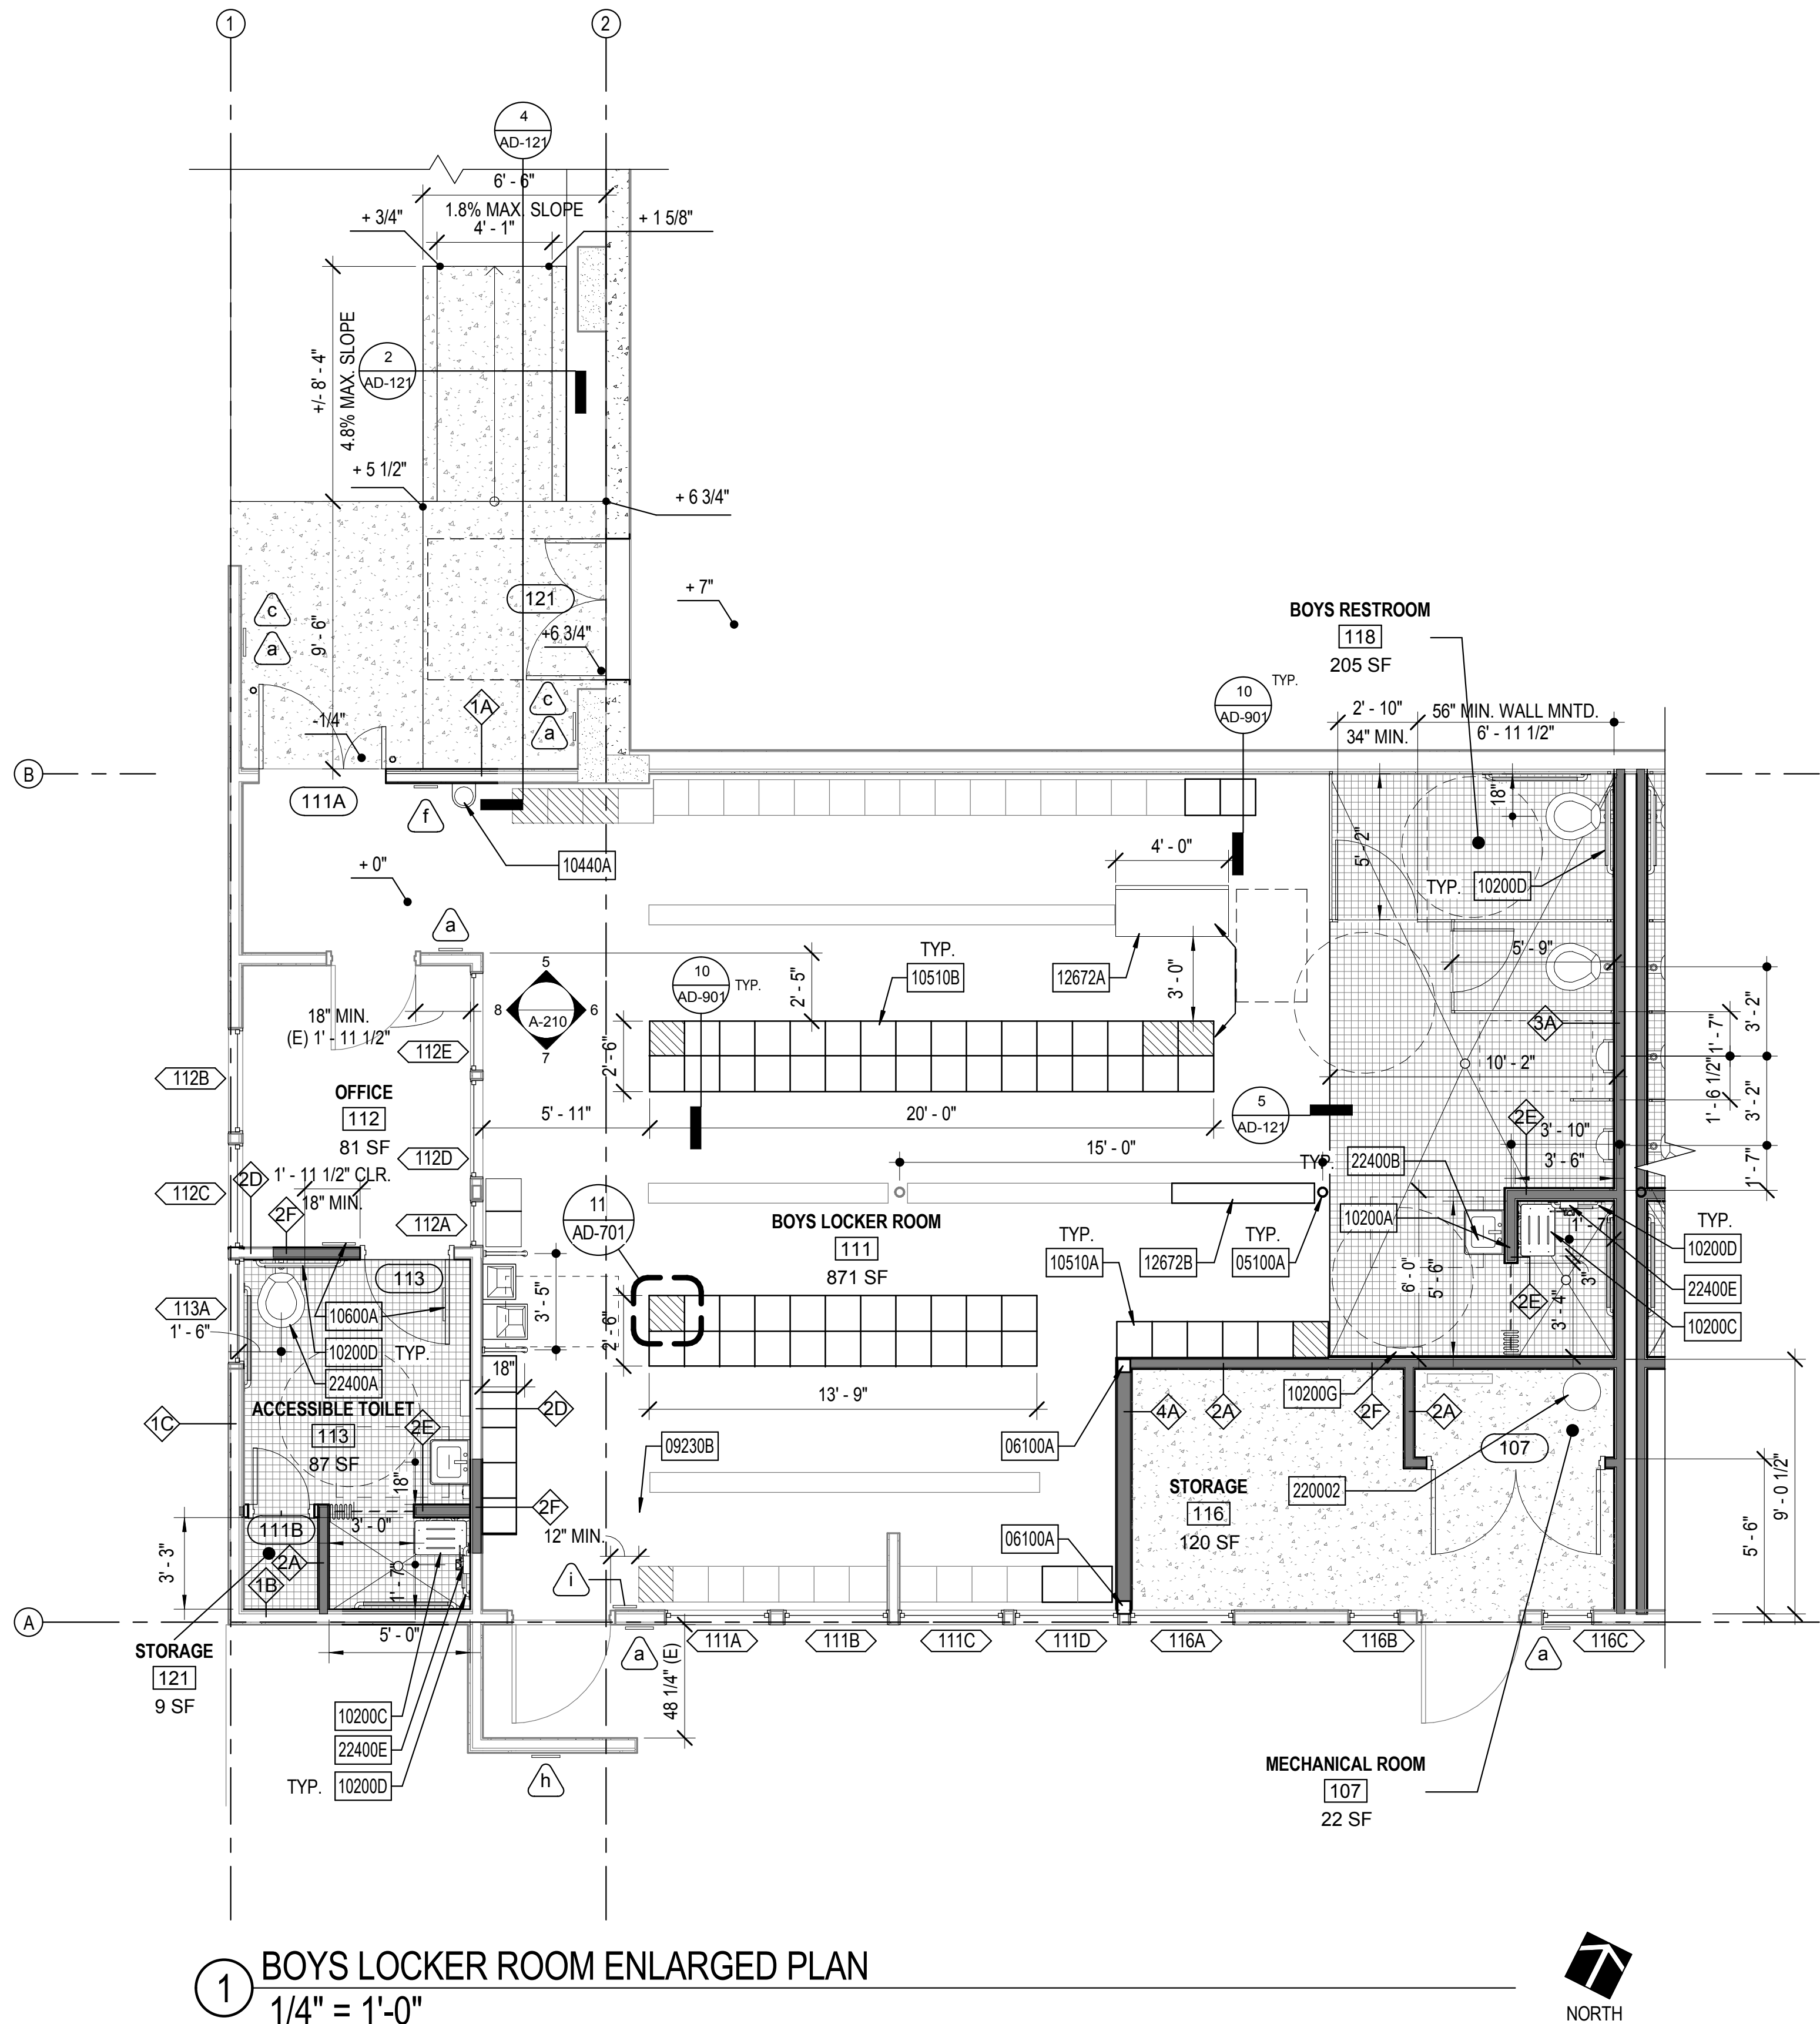 1
2
4
AD-121
6' - 6"
1.8% MAX. SLOPE
4' - 1"
+ 3/4"
+ 1 5/8"
+/- 8' - 4"
4.8% MAX. SLOPE
2
AD-121
+ 5 1/2"
+ 6 3/4"
121
+ 7"
+6 3/4"
c
a
9' - 6"
c
a
1A
-1/4"
BOYS RESTROOM
118
205 SF
10
AD-901
TYP.
2' - 10"
34" MIN.
56" MIN. WALL MNTD.
6' - 11 1/2"
B
111A
f
10440A
+ 0"
a
18"
5' - 2"
4' - 0"
TYP.
10200D
5
8
A-210
6
7
10
AD-901
TYP.
2' - 5"
TYP.
10510B
12672A
3' - 0"
5' - 9"
3A
3' - 2"
1' - 7"
18" MIN.
(E) 1' - 11 1/2"
112E
2' - 6"
112B
OFFICE
112
81 SF
5' - 11"
20' - 0"
5
AD-121
10' - 2"
1' - 6 1/2"
3' - 2"
2E
3' - 10"
3' - 6"
112D
15' - 0"
TYP.
22400B
1' - 7"
2D
1' - 11 1/2" CLR.
18" MIN.
112C
2F
112A
11
AD-701
BOYS LOCKER ROOM
111
871 SF
TYP.
10510A
12672B
TYP.
05100A
10200A
1' - 7"
TYP.
10200D
22400E
10200C
3"
2E
3' - 4"
6' - 0"
5' - 6"
113
113A
1' - 6"
10600A
10200D
TYP.
22400A
3' - 5"
2' - 6"
18"
13' - 9"
ACCESSIBLE TOILET
113
87 SF
1C
2E
2D
18"
09230B
06100A
4A
2A
10200G
2F
2A
107
STORAGE
116
120 SF
220002
9' - 0 1/2"
5' - 6"
111B
2A
1B
3' - 3"
3' - 0"
1' - 7"
2F
12" MIN.
i
06100A
A
STORAGE
121
9 SF
5' - 0"
a
111A
111B
111C
111D
116A
116B
a
116C
48 1/4" (E)
10200C
22400E
TYP.
10200D
h
MECHANICAL ROOM
107
22 SF
1
BOYS LOCKER ROOM ENLARGED PLAN
1/4" = 1'-0"
NORTH